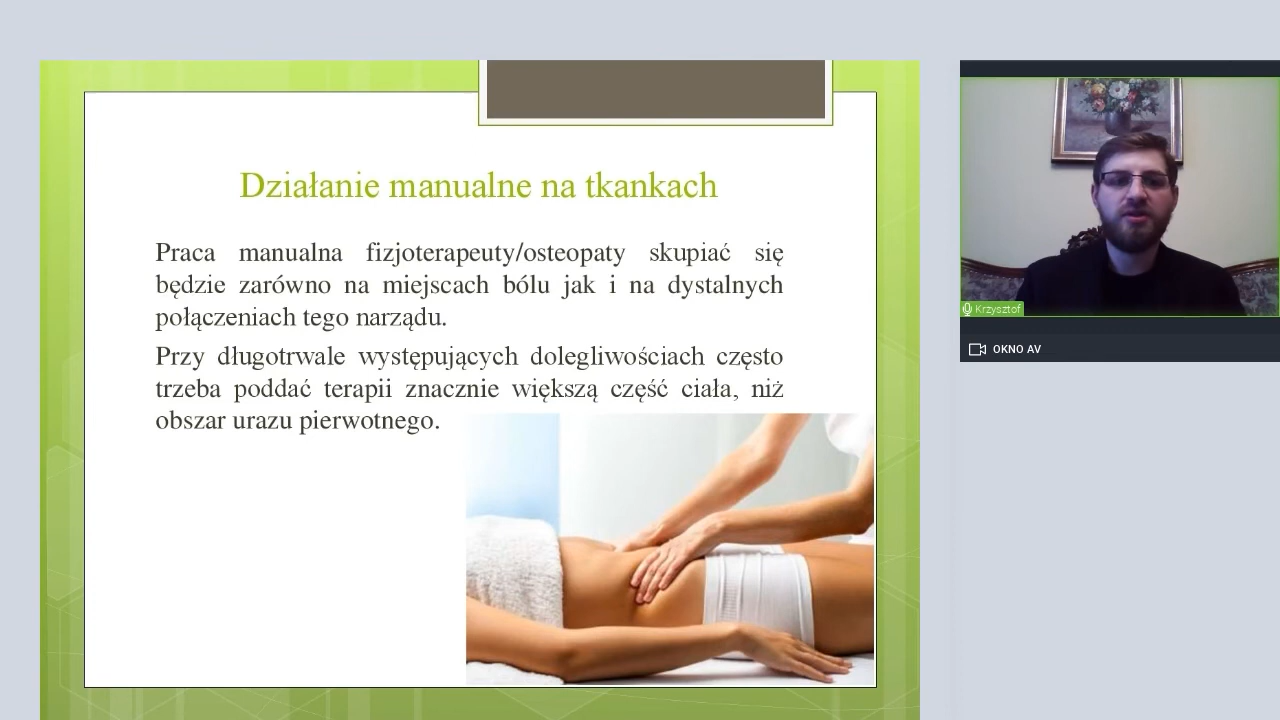 Działanie manualne na tkankach
Praca manualna fizjoterapeuty/osteopaty skupiać się
będzie zarówno na miejscach bólu jak i na dystalnych
połączeniach tego narządu.
Przy długotrwale występujących dolegliwościach często
trzeba poddać terapii znacznie większą część ciała, niż
obszar urazu pierwotnego.
Krzysztof
OKNO AV